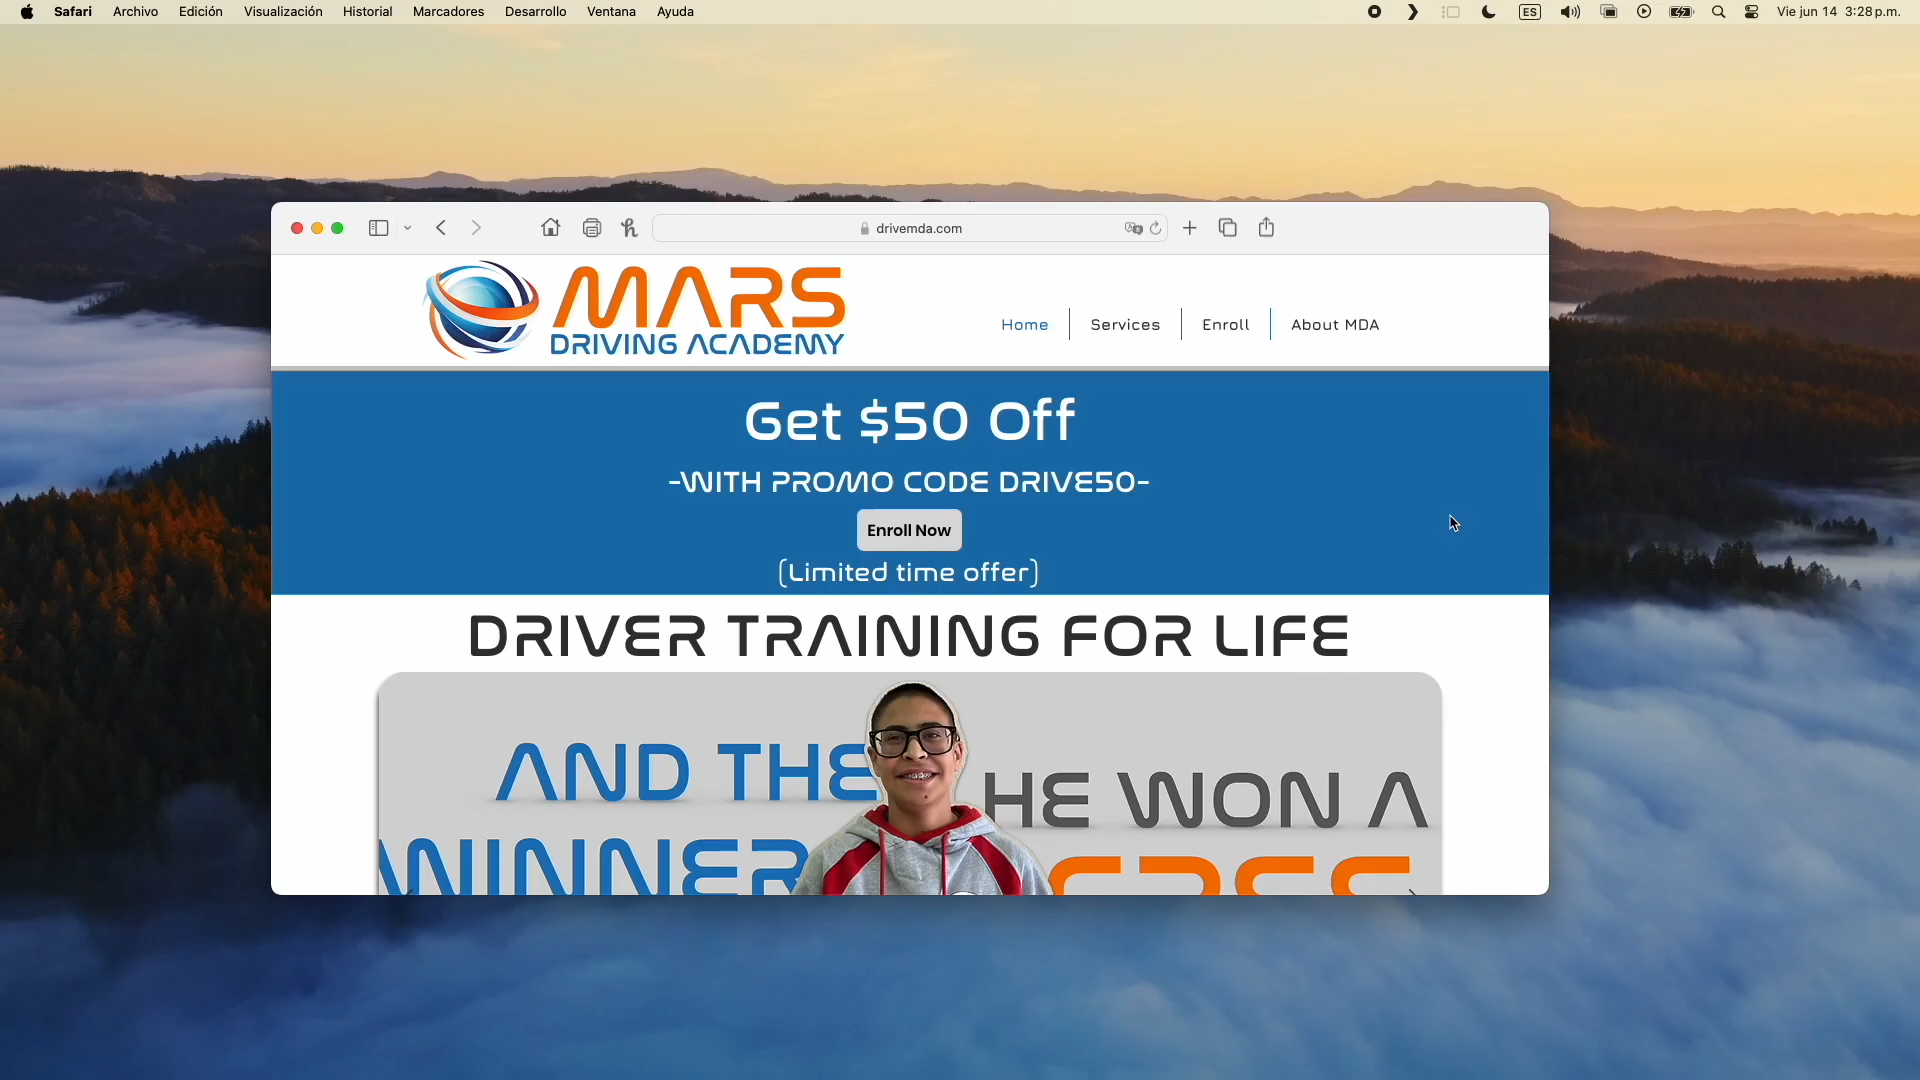 Safari Archivo Edición Visualización Historial Marcadores Desarrollo Ventana Ayuda ES Vie jun 14 3:28 p.m.
drivemda.com
MARS
DRIVING ACADEMY
Home Services Enroll About MDA
Get $50 Off
-WITH PROMO CODE DRIVE50-
Enroll Now
(Limited time offer)
DRIVER TRAINING FOR LIFE
AND THE
WINNER
HE WON A
FREE